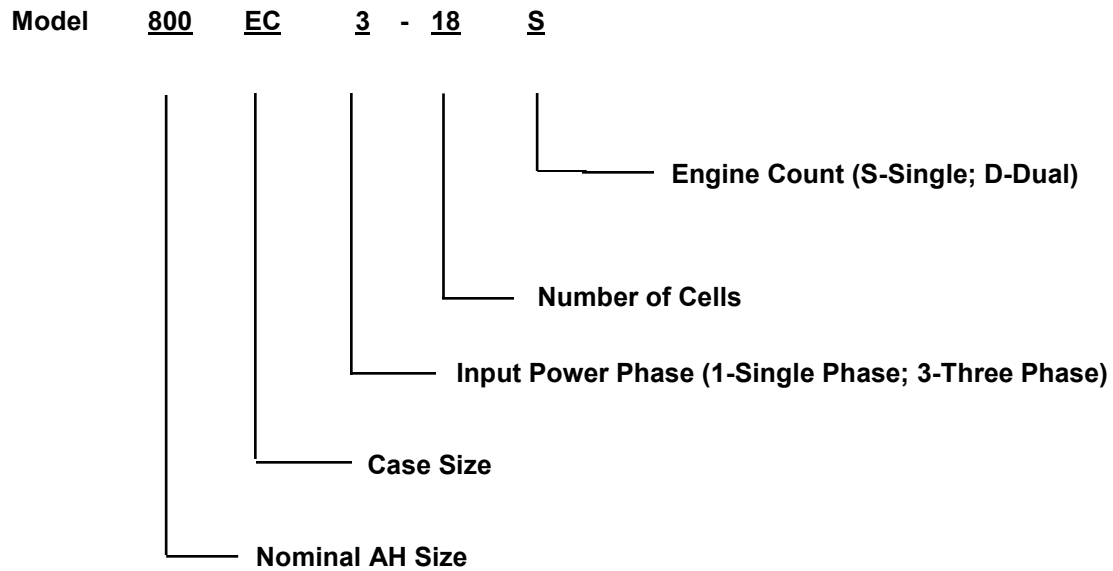 Model 800 EC 3 - 18 S
Engine Count (S-Single; D-Dual)
Number of Cells
Input Power Phase (1-Single Phase; 3-Three Phase)
Case Size
Nominal AH Size